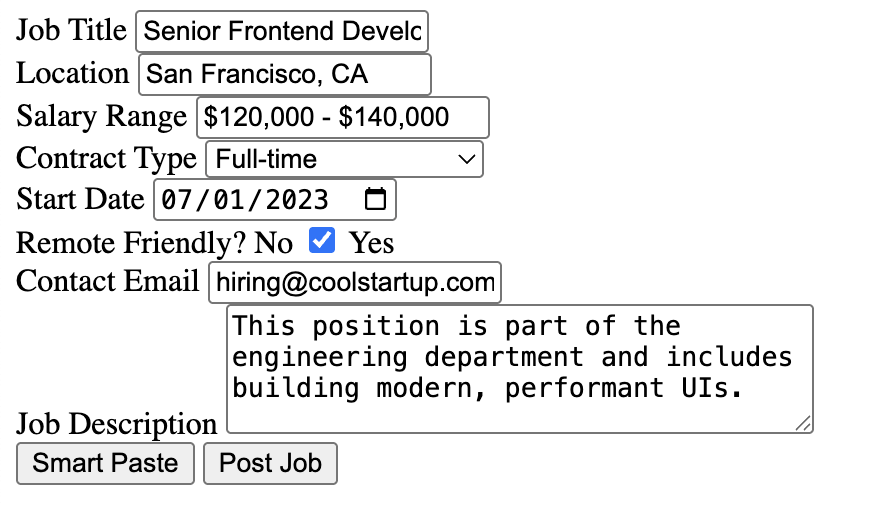 Job Title Senior Frontend Develo
Location San Francisco, CA
Salary Range $120,000 - $140,000
Contract Type Full-time
Start Date 07/01/2023
Remote Friendly? No Yes
Contact Email hiring@coolstartup.com
This position is part of the
engineering department and includes
building modern, performant UIs.
Job Description
Smart Paste Post Job